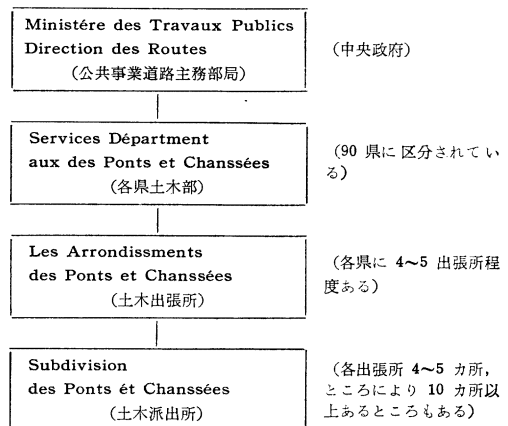 Ministére des Travaux Publics
Direction des Routes
(公共事業道路主務部局)
(中央政府)
Services Départment
aux des Ponts et Chanssées
(各県土木部)
(90 県に区分されてい
る)
Les Arrondissments
des Ponts et Chanssées
(土木出張所)
(各県に 4~5 出張所程
度ある)
Subdivision
des Ponts ét Chanssées
(土木派出所)
(各出張所 4~5 カ所,
ところにより 10 カ所以
上あるところもある)